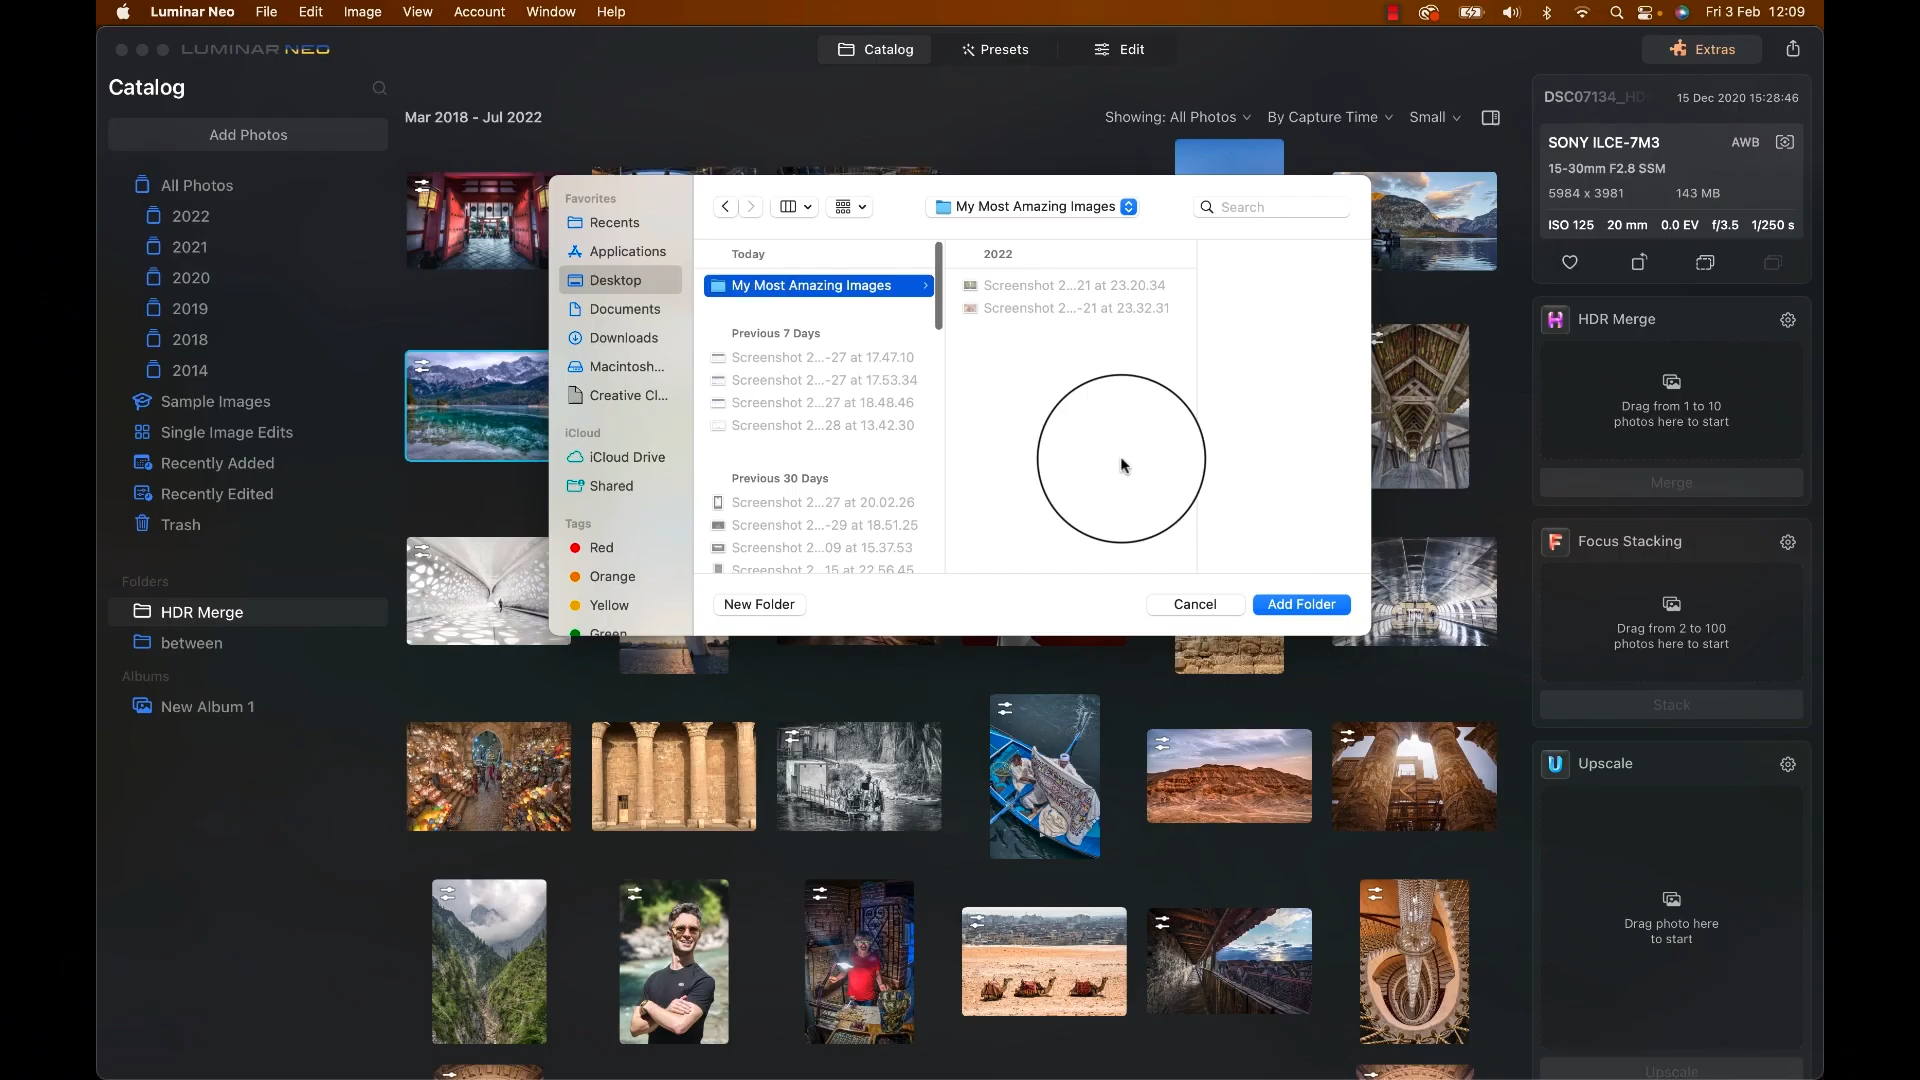 Luminar Neo File Edit Image View Account Window Help
Fri 3 Feb 12:09
LUMINAR NEO
Catalog Presets Edit
Extras
Catalog
Add Photos
All Photos
2022
2021
2020
2019
2018
2014
Sample Images
Single Image Edits
Recently Added
Recently Edited
Trash
Folders
HDR Merge
between
Albums
New Album 1
Mar 2018 - Jul 2022
Showing: All Photos By Capture Time Small
Favorites
Recents
Applications
Desktop
Documents
Downloads
Macintosh...
Creative Cl...
iCloud
iCloud Drive
Shared
Tags
Red
Orange
Yellow
Green
My Most Amazing Images
Search
Today
My Most Amazing Images
Previous 7 Days
Screenshot 2...-27 at 17.47.10
Screenshot 2...-27 at 17.53.34
Screenshot 2...27 at 18.48.46
Screenshot 2...28 at 13.42.30
Previous 30 Days
Screenshot 2...27 at 20.02.26
Screenshot 2...-29 at 18.51.25
Screenshot 2...09 at 15.37.53
Screenshot 2...15 at 22.56.45
2022
Screenshot 2...21 at 23.20.34
Screenshot 2...-21 at 23.32.31
New Folder
Cancel
Add Folder
DSC07134_HD
15 Dec 2020 15:28:46
SONY ILCE-7M3
AWB
15-30mm F2.8 SSM
5984 x 3981
143 MB
ISO 125 20 mm 0.0 EV f/3.5 1/250 s
HDR Merge
Drag from 1 to 10
photos here to start
Merge
Focus Stacking
Drag from 2 to 100
photos here to start
Stack
Upscale
Drag photo here
to start
Upscale